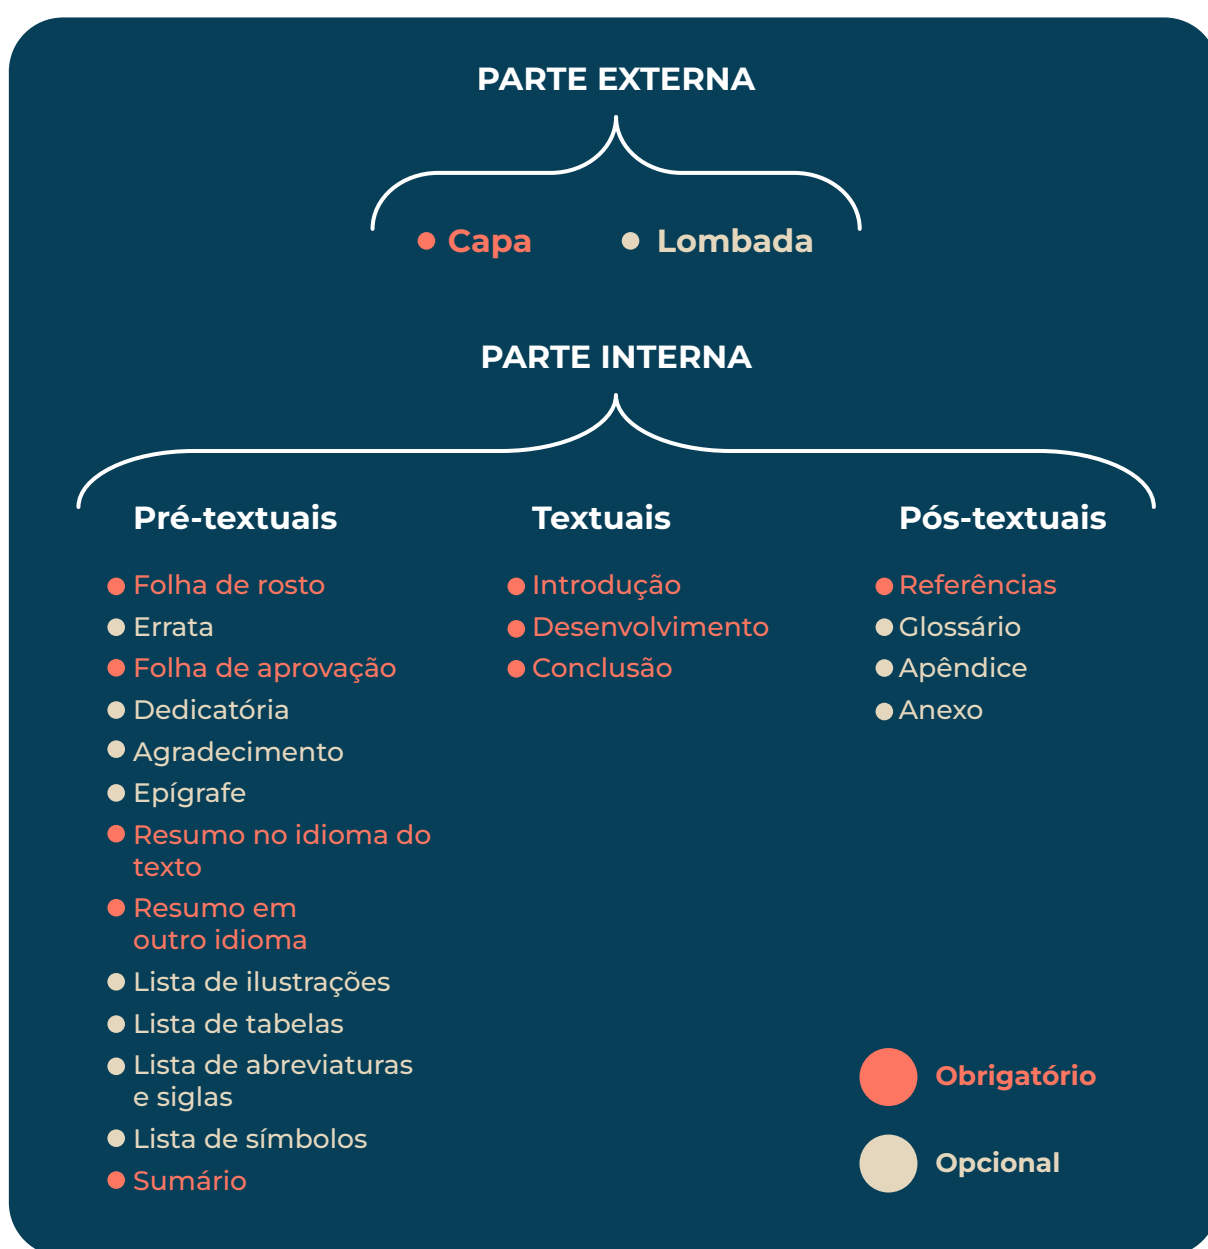 PARTE EXTERNA
Capa
Lombada
PARTE INTERNA
Pré-textuais
Folha de rosto
Errata
Folha de aprovação
Dedicatória
Agradecimento
Epígrafe
Resumo no idioma do
texto
Resumo em
outro idioma
Lista de ilustrações
Lista de tabelas
Lista de abreviaturas
e siglas
Lista de símbolos
Sumário
Textuais
Introdução
Desenvolvimento
Conclusão
Pós-textuais
Referências
Glossário
Apêndice
Anexo
Obrigatório
Opcional